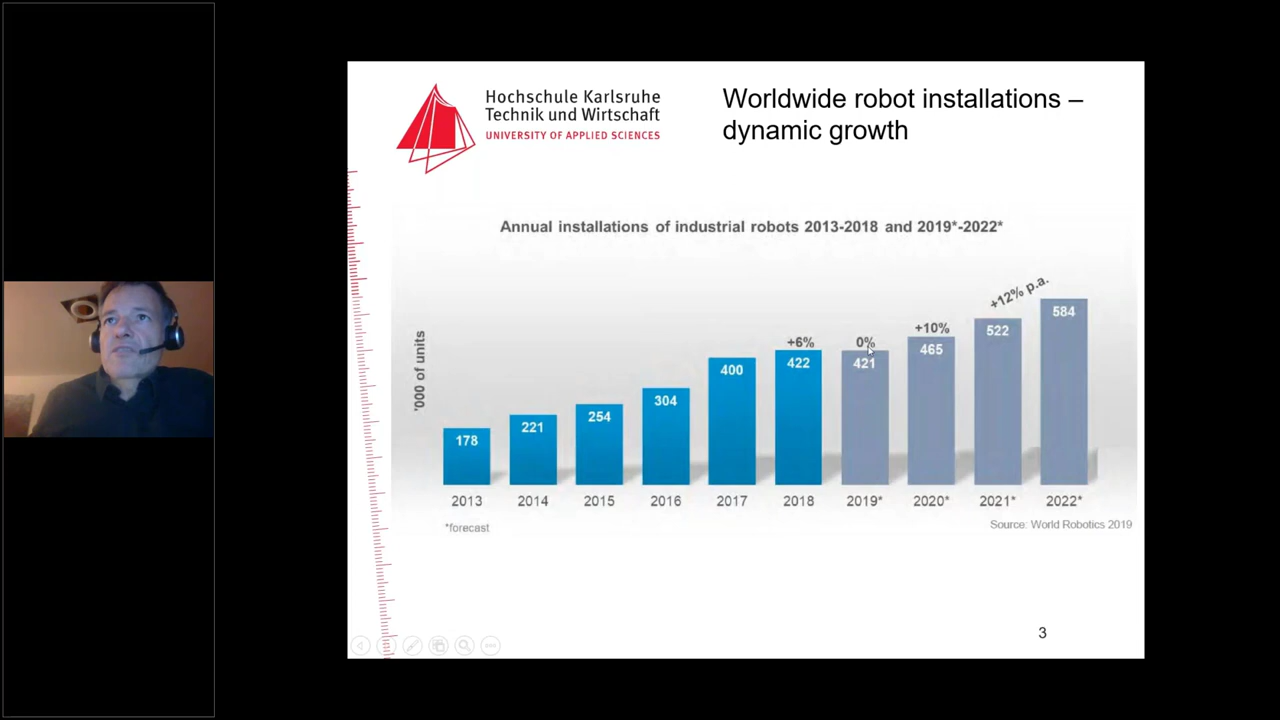 Hochschule Karlsruhe
Technik und Wirtschaft
UNIVERSITY OF APPLIED SCIENCES
Worldwide robot installations –
dynamic growth
Annual installations of industrial robots 2013-2018 and 2019*-2022*
'000 of units
+6%
0%
+10%
+12% p.a.
178
221
254
304
400
422
421
465
522
584
2013
2014
2015
2016
2017
2018
2019*
2020*
2021*
2022*
*forecast
Source: World Robotics 2019
3